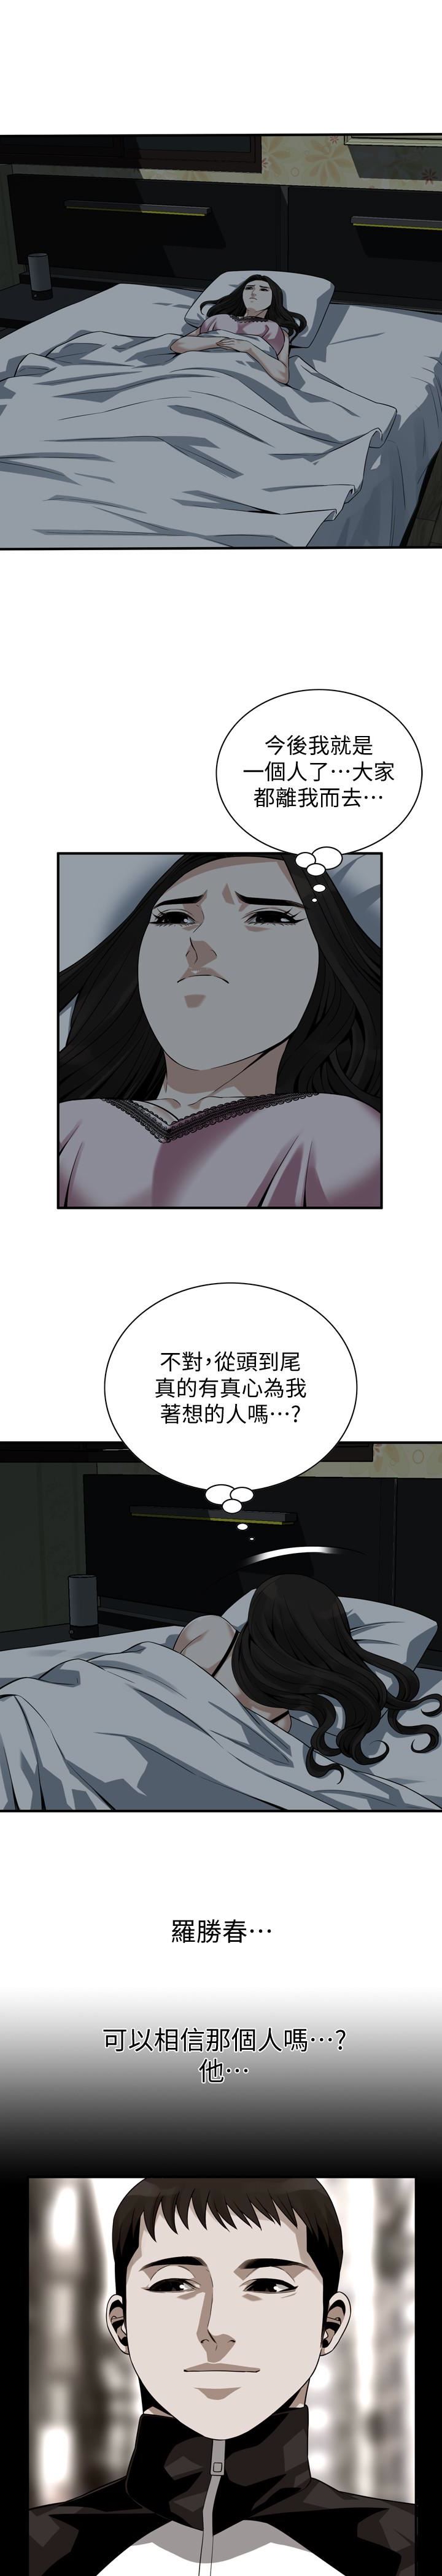 今後我就是
一個人了…大家
都離我而去…
不對，從頭到尾
真的有真心為我
著想的人嗎…?
羅勝春…
可以相信那個人嗎…?
他…